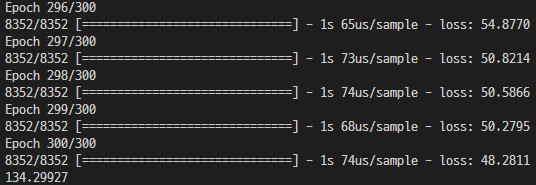 Epoch 296/300
8352/8352 [==============================] - 1s 65us/sample - loss: 54.8770
Epoch 297/300
8352/8352 [==============================] - 1s 73us/sample - loss: 50.8214
Epoch 298/300
8352/8352 [==============================] - 1s 74us/sample - loss: 50.5866
Epoch 299/300
8352/8352 [==============================] - 1s 68us/sample - loss: 50.2795
Epoch 300/300
8352/8352 [==============================] - 1s 74us/sample - loss: 48.2811
134.29927